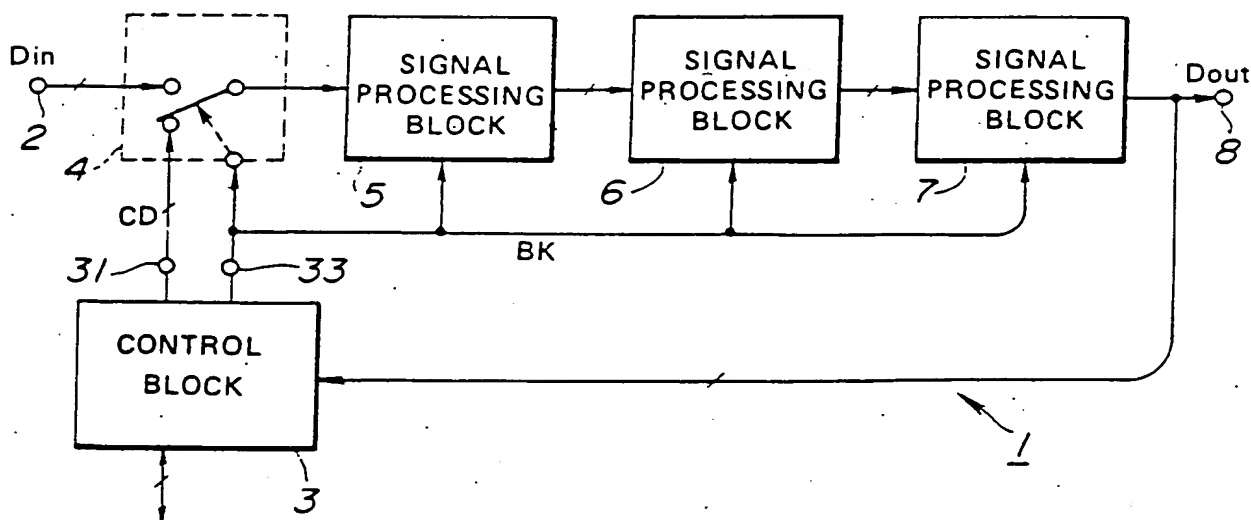 Din
2
4
SIGNAL
PROCESSING
BLOCK
5
SIGNAL
PROCESSING
BLOCK
6
SIGNAL
PROCESSING
BLOCK
7
Dout
8
CD
BK
31
33
CONTROL
BLOCK
3
1